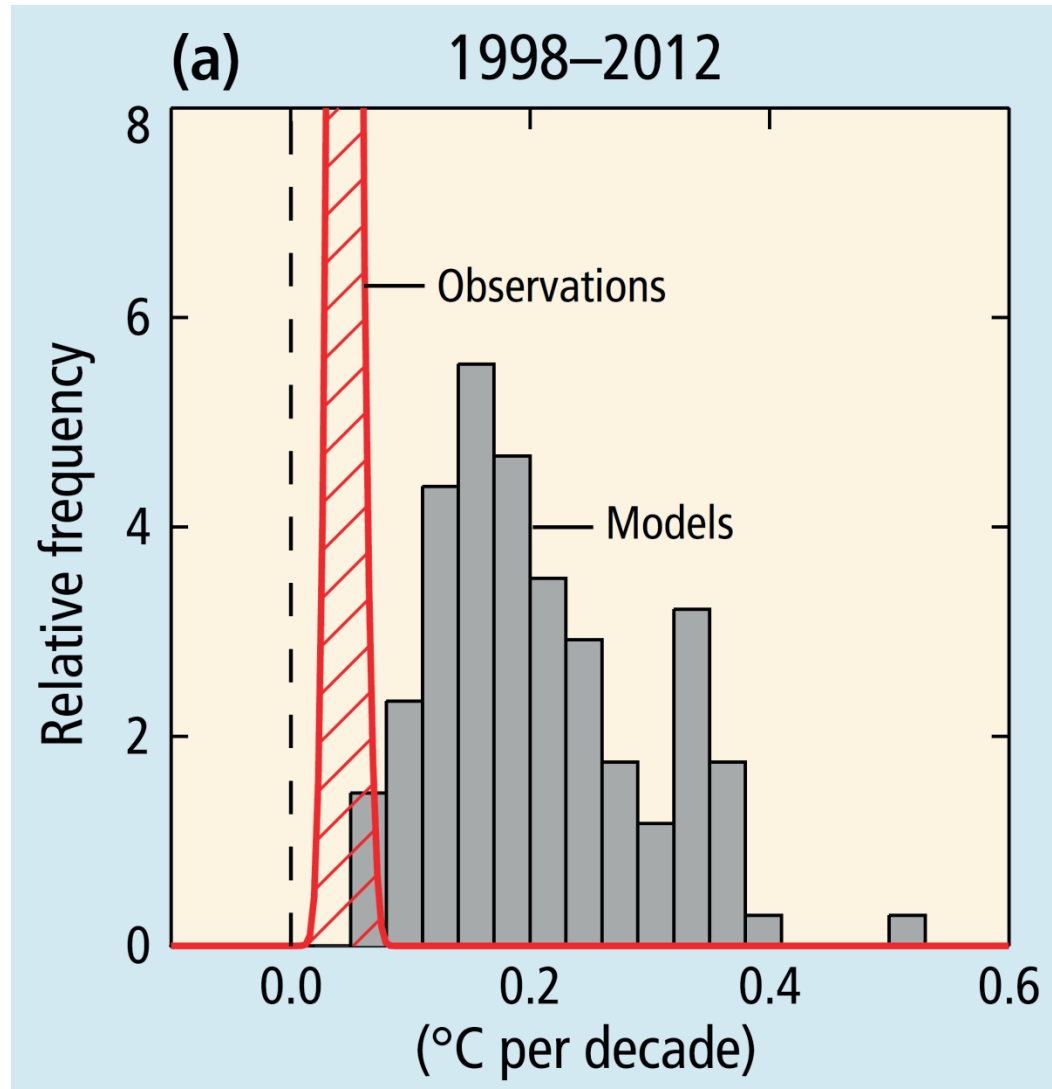 (a) 1998–2012
8
Observations
6
Relative frequency
Models
4
2
0
0.0 0.2 0.4 0.6
(°C per decade)